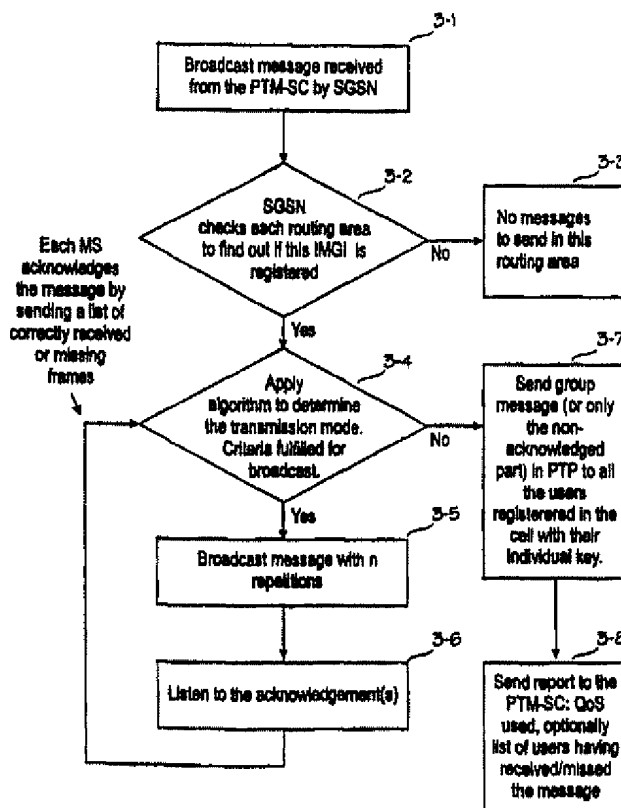 3-1
Broadcast message received
from the PTM-SC by SGSN
3-2
SGSN
checks each routing area
to find out if this IMGI is
registered
No
3-3
No messages
to send in this
routing area
Each MS
acknowledges
the message by
sending a list of
correctly received
or missing
frames
Yes
3-4
Apply
algorithm to determine
the transmission mode.
Criteria fulfilled for
broadcast.
No
3-7
Send group
message (or only
the non-
acknowledged
part) in PTP to all
the users
registerered in the
cell with their
individual key.
Yes
3-5
Broadcast message with n
repetitions
3-6
Listen to the acknowledgement(s)
3-8
Send report to the
PTM-SC: QoS
used, optionally
list of users having
received/missed
the message